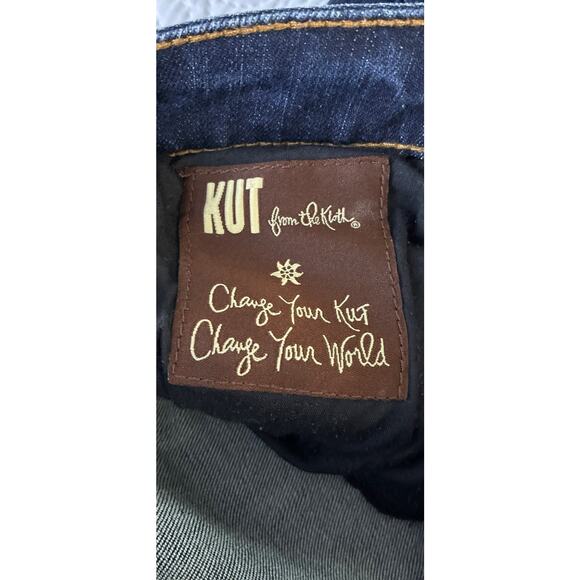 KUT from the Kloth®
Change Your Kut
Change Your World